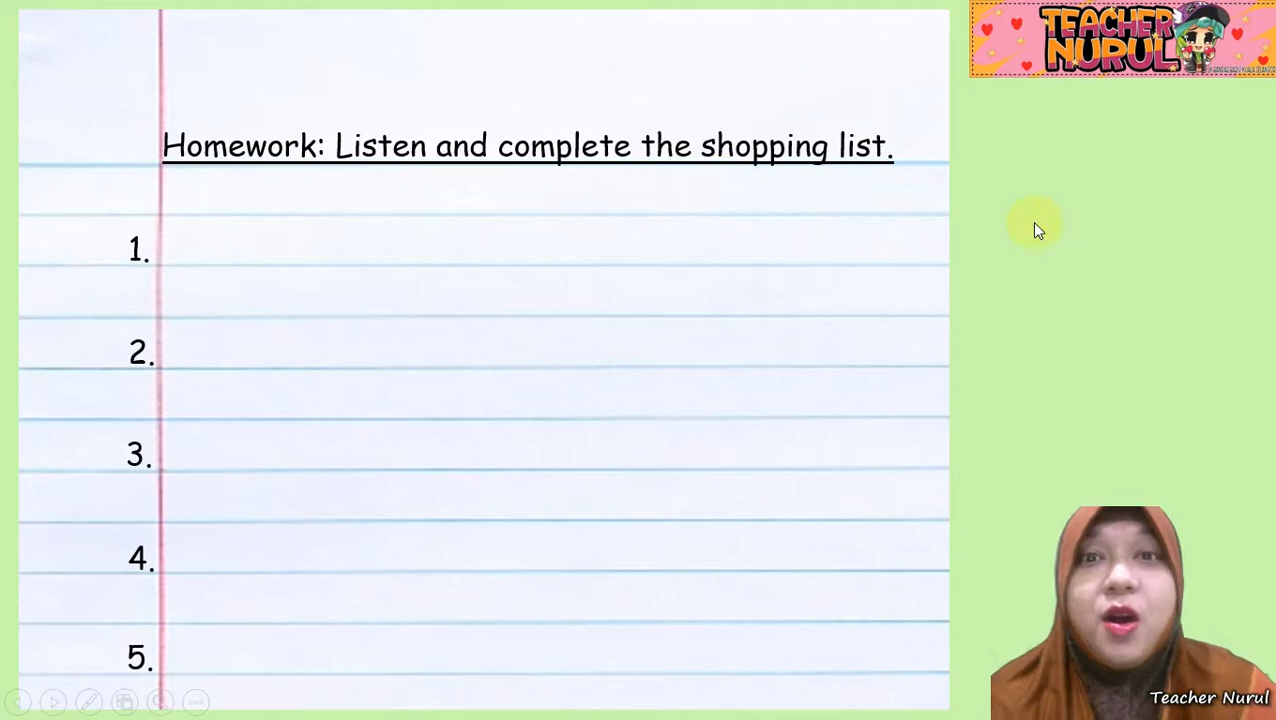 TEACHER
NURUL
Homework: Listen and complete the shopping list.
1.
2.
3.
4.
5.
Teacher Nurul